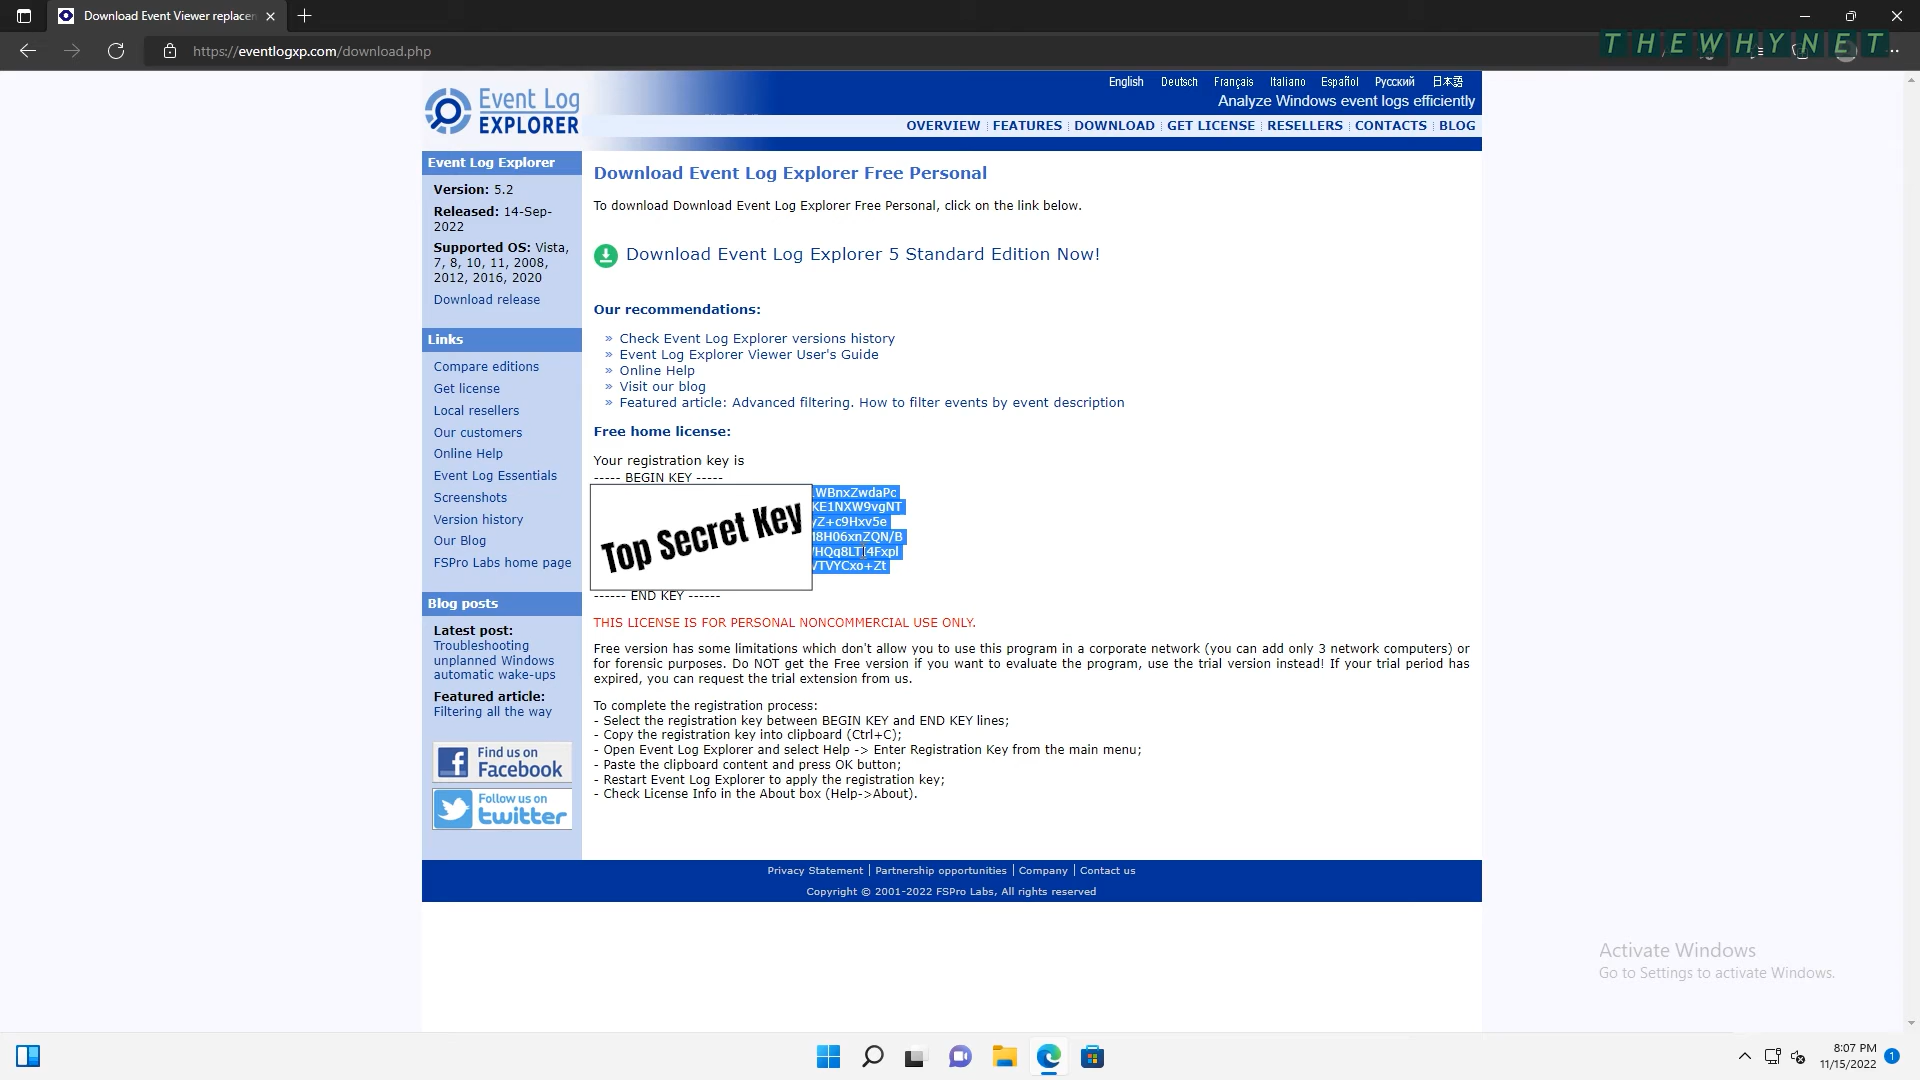 Download Event Viewer replacem
https://eventlogxp.com/download.php
THEWHYNET
English Deutsch Français Italiano Español Русский 日本語
Event Log EXPLORER
Analyze Windows event logs efficiently
OVERVIEW FEATURES DOWNLOAD GET LICENSE RESELLERS CONTACTS BLOG
Event Log Explorer
Version: 5.2
Released: 14-Sep-
2022
Supported OS: Vista,
7, 8, 10, 11, 2008,
2012, 2016, 2020
Download release
Links
Compare editions
Get license
Local resellers
Our customers
Online Help
Event Log Essentials
Screenshots
Version history
Our Blog
FSPro Labs home page
Blog posts
Latest post:
Troubleshooting
unplanned Windows
automatic wake-ups
Featured article:
Filtering all the way
Find us on
Facebook
Follow us on
twitter
Download Event Log Explorer Free Personal
To download Download Event Log Explorer Free Personal, click on the link below.
Download Event Log Explorer 5 Standard Edition Now!
Our recommendations:
» Check Event Log Explorer versions history
» Event Log Explorer Viewer User's Guide
» Online Help
» Visit our blog
» Featured article: Advanced filtering. How to filter events by event description
Free home license:
Your registration key is
----- BEGIN KEY -----
Top Secret Key
WBnxZwdaPc
KE1NXW9vgNT
yZ+c9Hxv5e
8H06xnZQN/B
VTVYCxo+Zt
------ END KEY ------
THIS LICENSE IS FOR PERSONAL NONCOMMERCIAL USE ONLY.
Free version has some limitations which don't allow you to use this program in a corporate network (you can add only 3 network computers) or
for forensic purposes. Do NOT get the Free version if you want to evaluate the program, use the trial version instead! If your trial period has
expired, you can request the trial extension from us.
To complete the registration process:
- Select the registration key between BEGIN KEY and END KEY lines;
- Copy the registration key into clipboard (Ctrl+C);
- Open Event Log Explorer and select Help -> Enter Registration Key from the main menu;
- Paste the clipboard content and press OK button;
- Restart Event Log Explorer to apply the registration key;
- Check License Info in the About box (Help->About).
Privacy Statement | Partnership opportunities | Company | Contact us
Copyright © 2001-2022 FSPro Labs, All rights reserved
Activate Windows
Go to Settings to activate Windows.
8:07 PM
11/15/2022
1